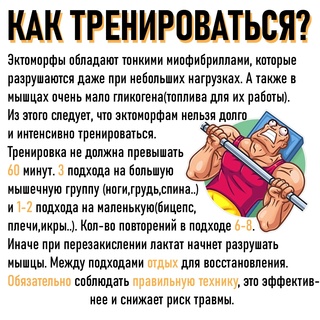 КАК ТРЕНИРОВАТЬСЯ?
Эктоморфы обладают тонкими миофибриллами, которые
разрушаются даже при небольших нагрузках. А также в
мышцах очень мало гликогена(топлива для их работы).
Из этого следует, что эктоморфам нельзя долго
и интенсивно тренироваться.
Тренировка не должна превышать
60 минут. 3 подхода на большую
мышечную группу (ноги,грудь,спина..)
и 1-2 подхода на маленькую(бицепс,
плечи,икры..). Кол-во повторений в подходе 6-8.
Иначе при перезакислении лактат начнет разрушать
мышцы. Между подходами отдых для восстановления.
Обязательно соблюдать правильную технику, это эффектив-
нее и снижает риск травмы.